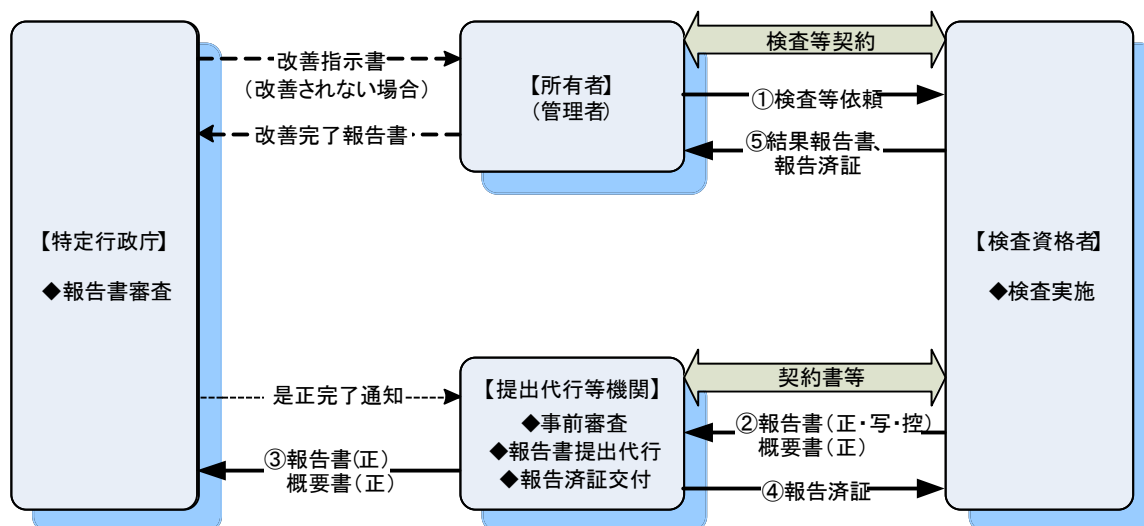 改善指示書
(改善されない場合)
改善完了報告書
【所有者】
(管理者)
検査等契約
①検査等依頼
⑤結果報告書、
報告済証
【特定行政庁】
◆報告書審査
【検査資格者】
◆検査実施
是正完了通知
③報告書(正)
概要書(正)
【提出代行等機関】
◆事前審査
◆報告書提出代行
◆報告済証交付
契約書等
②報告書(正・写・控)
概要書(正)
④報告済証